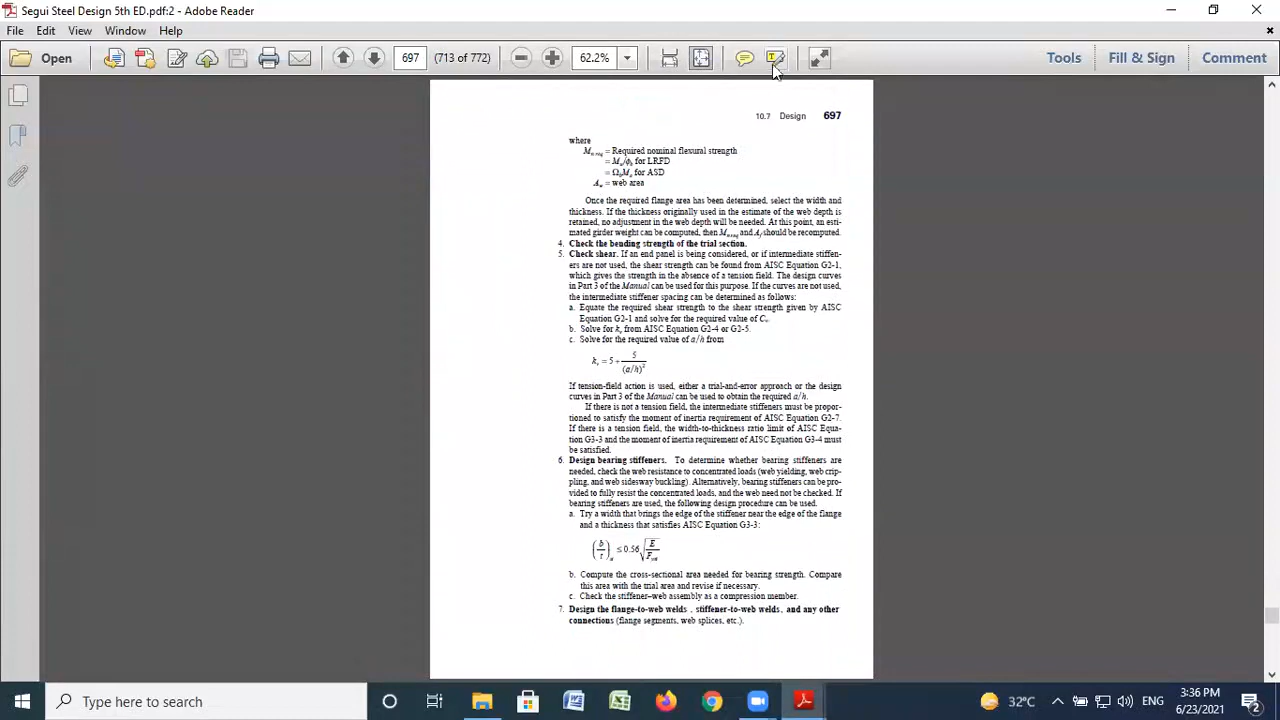 Segui Steel Design 5th ED.pdf:2 - Adobe Reader
File Edit View Window Help
Open 697 (713 of 772) 62.2% Tools Fill & Sign Comment
10.7 Design 697
where
Mn req = Required nominal flexural strength
= Mu/ϕb for LRFD
= ΩbMa for ASD
Aw = web area
Once the required flange area has been determined, select the width and
thickness. If the thickness originally used in the estimate of the web depth is
retained, no adjustment in the web depth will be needed. At this point, an esti-
mated girder weight can be computed, then Mn req and Af should be recomputed.
4. Check the bending strength of the trial section.
5. Check shear. If an end panel is being considered, or if intermediate stiffen-
ers are not used, the shear strength can be found from AISC Equation G2-1,
which gives the strength in the absence of a tension field. The design curves
in Part 3 of the Manual can be used for this purpose. If the curves are not used,
the intermediate stiffener spacing can be determined as follows:
a. Equate the required shear strength to the shear strength given by AISC
Equation G2-1 and solve for the required value of Cv.
b. Solve for kv from AISC Equation G2-4 or G2-5.
c. Solve for the required value of a/h from
kv = 5 + 5/(a/h)²
If tension-field action is used, either a trial-and-error approach or the design
curves in Part 3 of the Manual can be used to obtain the required a/h.
If there is not a tension field, the intermediate stiffeners must be propor-
tioned to satisfy the moment of inertia requirement of AISC Equation G2-7.
If there is a tension field, the width-to-thickness ratio limit of AISC Equa-
tion G3-3 and the moment of inertia requirement of AISC Equation G3-4 must
be satisfied.
6. Design bearing stiffeners. To determine whether bearing stiffeners are
needed, check the web resistance to concentrated loads (web yielding, web crip-
pling, and web sidesway buckling). Alternatively, bearing stiffeners can be pro-
vided to fully resist the concentrated loads, and the web need not be checked. If
bearing stiffeners are used, the following design procedure can be used.
a. Try a width that brings the edge of the stiffener near the edge of the flange
and a thickness that satisfies AISC Equation G3-3:
(b/t)st ≤ 0.56√(E/Fyst)
b. Compute the cross-sectional area needed for bearing strength. Compare
this area with the trial area and revise if necessary.
c. Check the stiffener–web assembly as a compression member.
7. Design the flange-to-web welds, stiffener-to-web welds, and any other
connections (flange segments, web splices, etc.).
Type here to search 32°C ENG 3:36 PM
6/23/2021 2